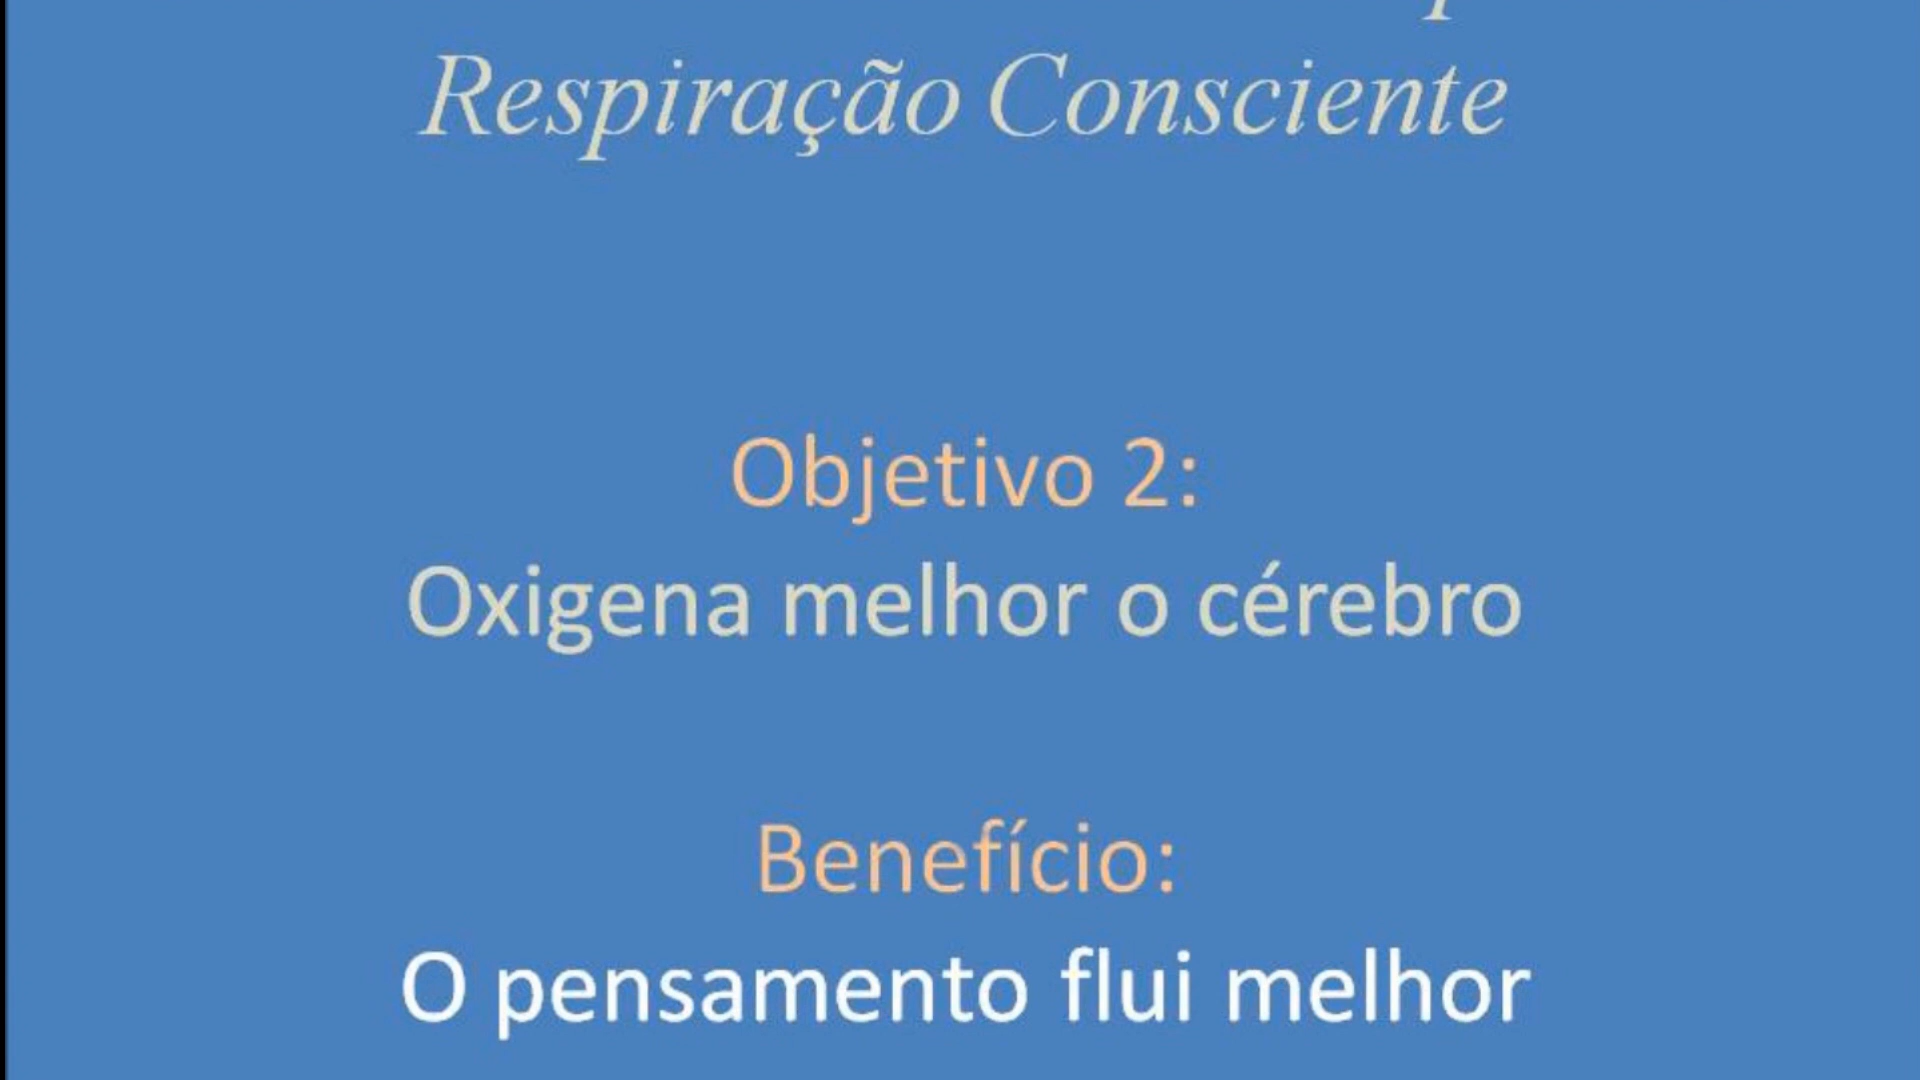 Respiração Consciente
Objetivo 2:
Oxigena melhor o cérebro
Benefício:
O pensamento flui melhor